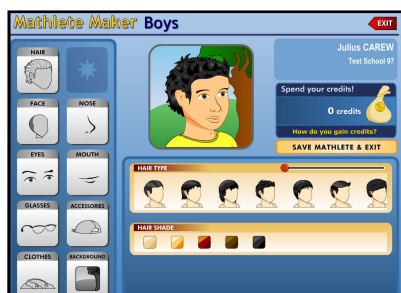 Mathlete Maker Boys
EXIT
Julius CAREW
Test School 97
HAIR
Spend your credits!
0 credits
How do you gain credits?
SAVE MATHLETE & EXIT
FACE
NOSE
EYES
MOUTH
HAIR TYPE
GLASSES
ACCESSORIES
HAIR SHADE
CLOTHES
BACKGROUND